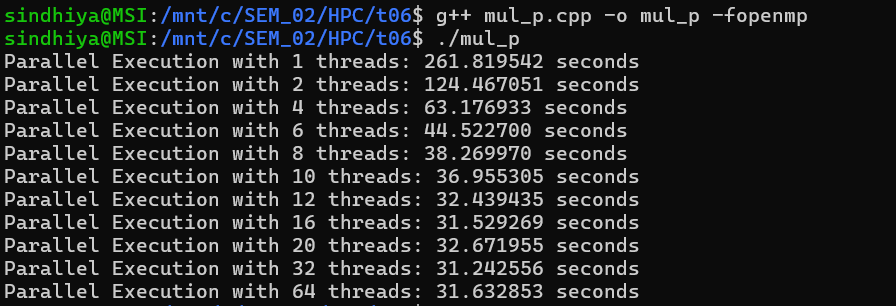 sindhiya@MSI:/mnt/c/SEM_02/HPC/t06$ g++ mul_p.cpp -o mul_p -fopenmp
sindhiya@MSI:/mnt/c/SEM_02/HPC/t06$ ./mul_p
Parallel Execution with 1 threads: 261.819542 seconds
Parallel Execution with 2 threads: 124.467051 seconds
Parallel Execution with 4 threads: 63.176933 seconds
Parallel Execution with 6 threads: 44.522700 seconds
Parallel Execution with 8 threads: 38.269970 seconds
Parallel Execution with 10 threads: 36.955305 seconds
Parallel Execution with 12 threads: 32.439435 seconds
Parallel Execution with 16 threads: 31.529269 seconds
Parallel Execution with 20 threads: 32.671955 seconds
Parallel Execution with 32 threads: 31.242556 seconds
Parallel Execution with 64 threads: 31.632853 seconds